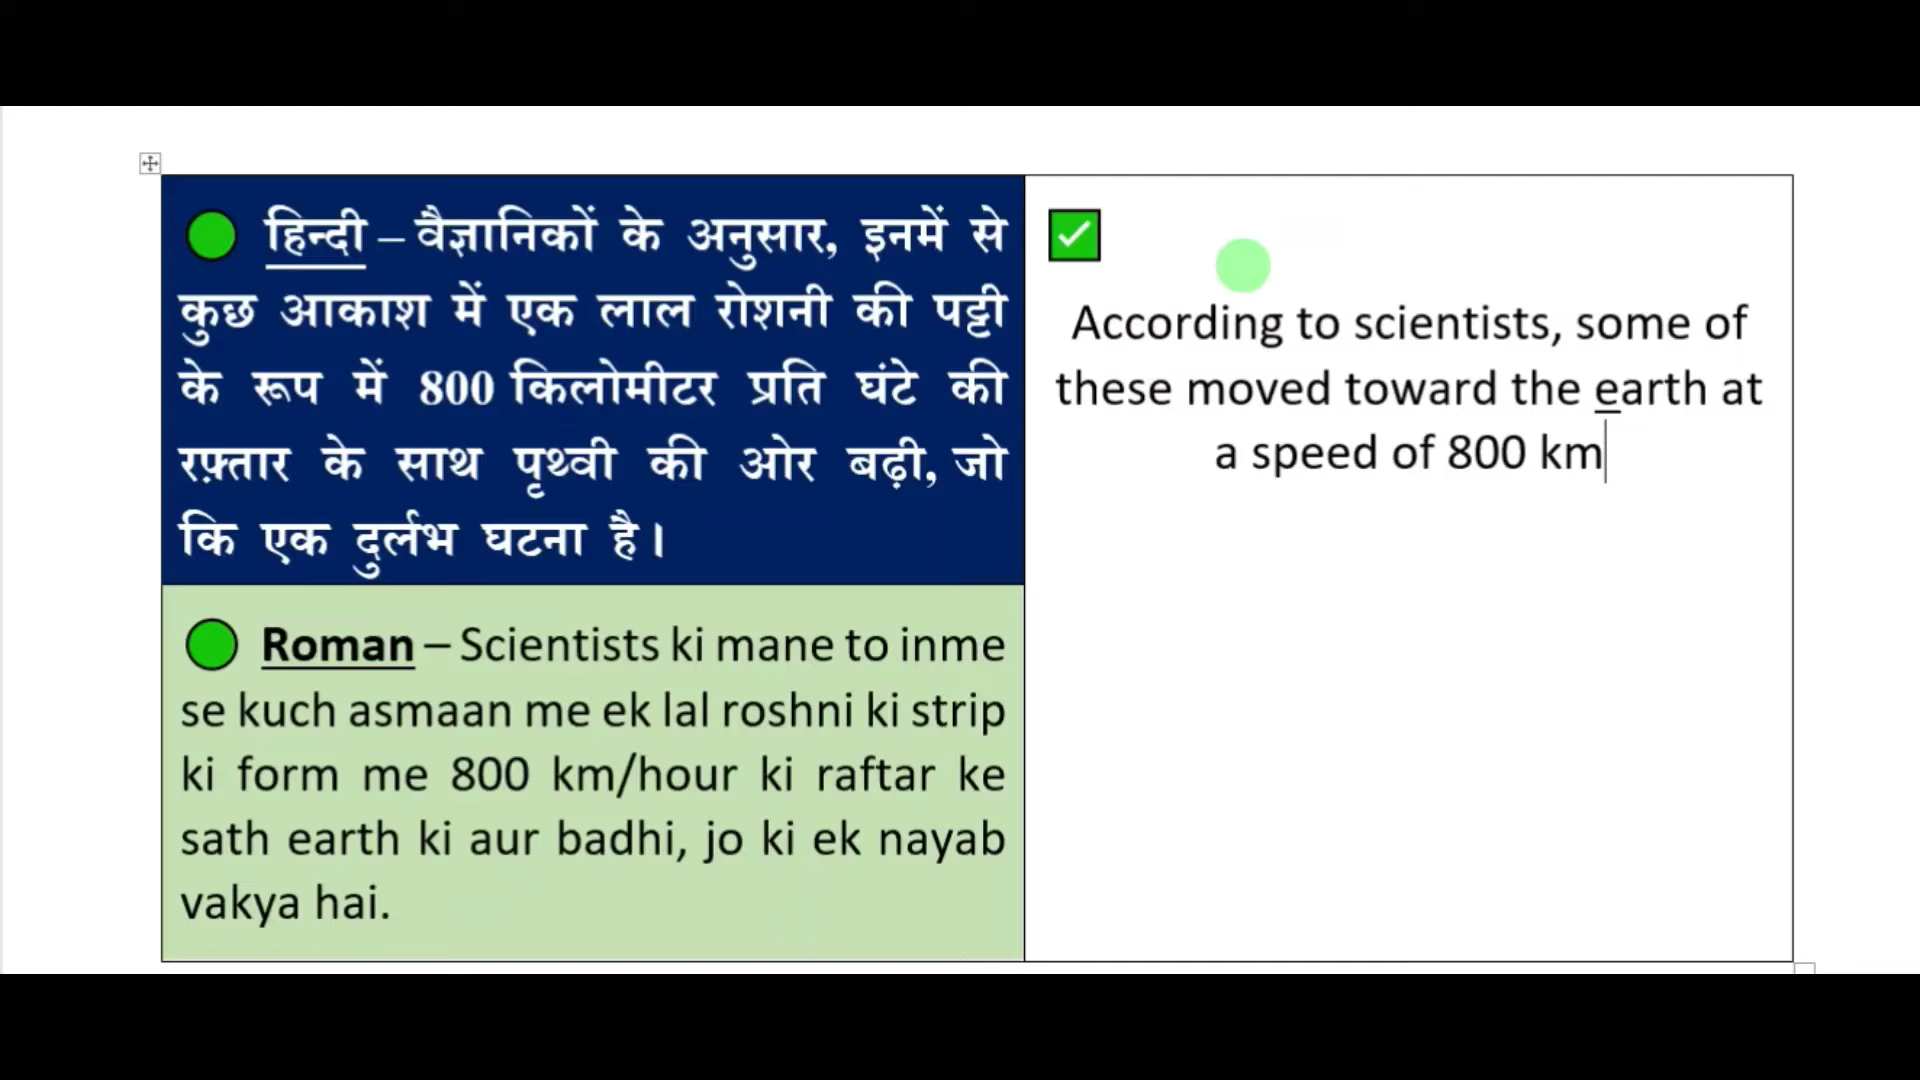 हिन्दी – वैज्ञानिकों के अनुसार, इनमें से
कुछ आकाश में एक लाल रोशनी की पट्टी
के रूप में 800 किलोमीटर प्रति घंटे की
रफ़्तार के साथ पृथ्वी की ओर बढ़ी, जो
कि एक दुर्लभ घटना है।
Roman – Scientists ki mane to inme
se kuch asmaan me ek lal roshni ki strip
ki form me 800 km/hour ki raftar ke
sath earth ki aur badhi, jo ki ek nayab
vakya hai.
According to scientists, some of
these moved toward the earth at
a speed of 800 km